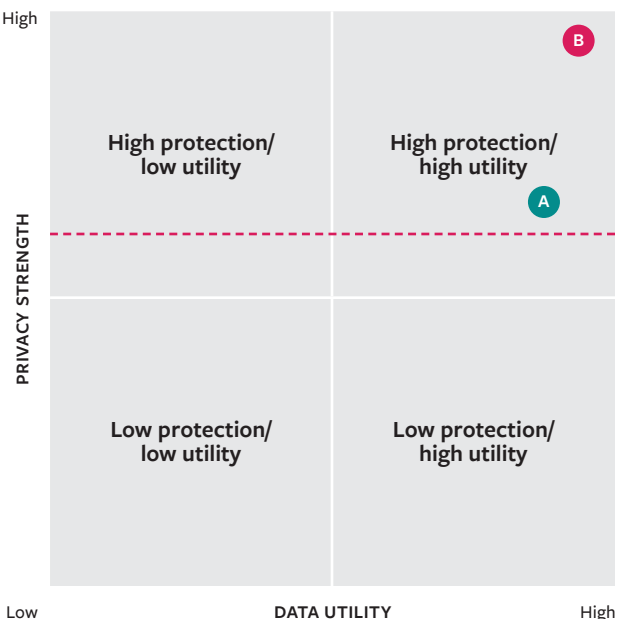 High
B
High protection/
low utility
High protection/
high utility
A
PRIVACY STRENGTH
Low protection/
low utility
Low protection/
high utility
Low
DATA UTILITY
High